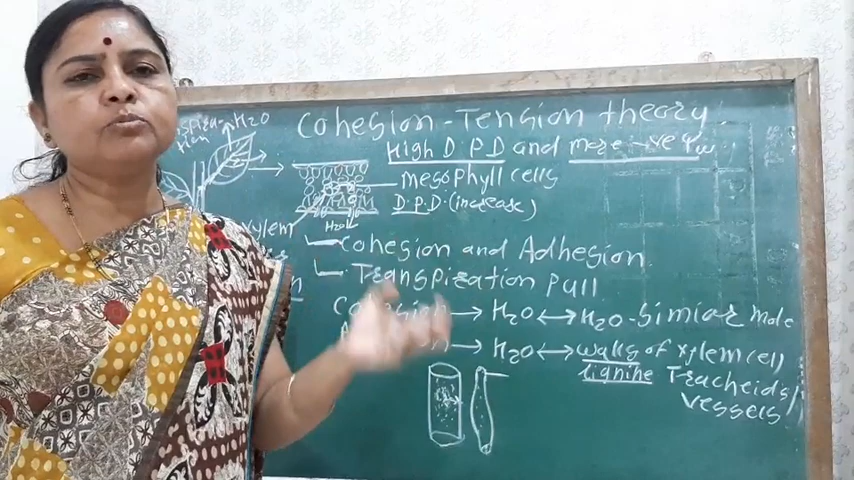 Cohesion - Tension theory
HIGH D P D and more -ve ψw
MESOPHYLL cells
D.P.D. (increase)
H2O
H2O
Xylem
Cohesion and Adhesion
Transpiration pull
H2O ↔ H2O - Similar mole
H2O ↔ walls of xylem cell
lignine Tracheids/
Vessels